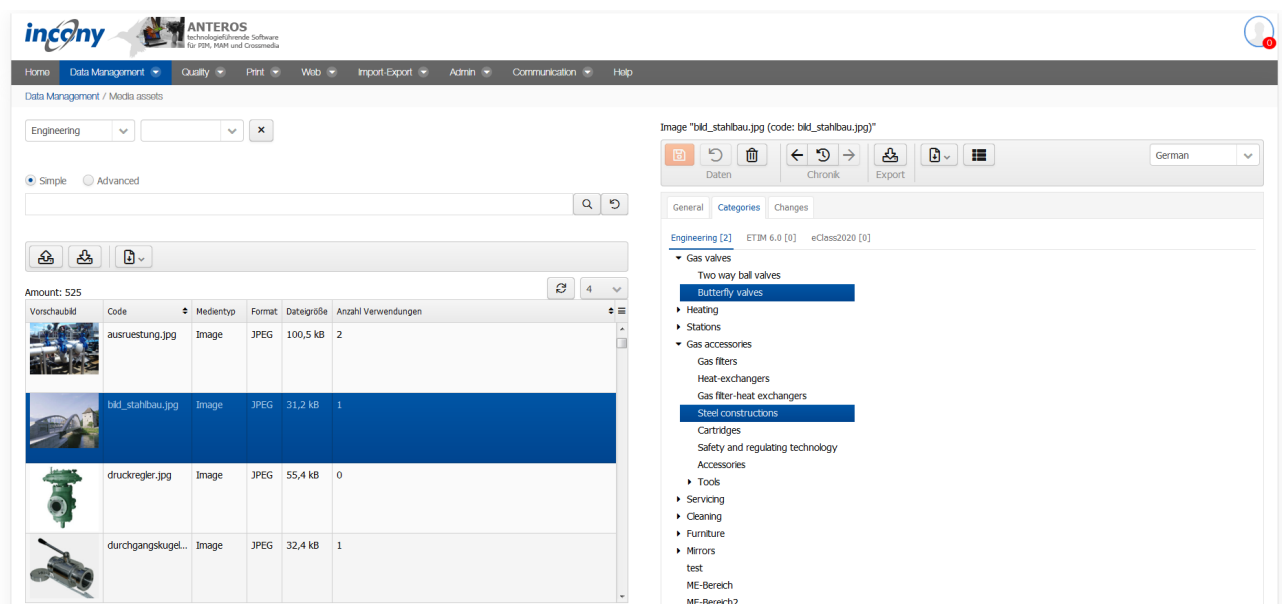 incony
ANTEROS
technologieführende Software
für PIM, MAM und Crossmedia
0
Home Data Management Quality Print Web Import-Export Admin Communication Help
Data Management / Media assets
Engineering
Simple Advanced
Amount: 525
4
Vorschaubild Code Medientyp Format Dateigröße Anzahl Verwendungen
ausruestung.jpg Image JPEG 100,5 kB 2
bild_stahlbau.jpg Image JPEG 31,2 kB 1
druckregler.jpg Image JPEG 55,4 kB 0
durchgangskugel... Image JPEG 32,4 kB 1
Image "bild_stahlbau.jpg (code: bild_stahlbau.jpg)"
Daten Chronik Export
German
General Categories Changes
Engineering [2] ETIM 6.0 [0] eClass2020 [0]
Gas valves
Two way ball valves
Butterfly valves
Heating
Stations
Gas accessories
Gas filters
Heat-exchangers
Gas filter-heat exchangers
Steel constructions
Cartridges
Safety and regulating technology
Accessories
Tools
Servicing
Cleaning
Furniture
Mirrors
test
ME-Bereich
ME-Bereich2